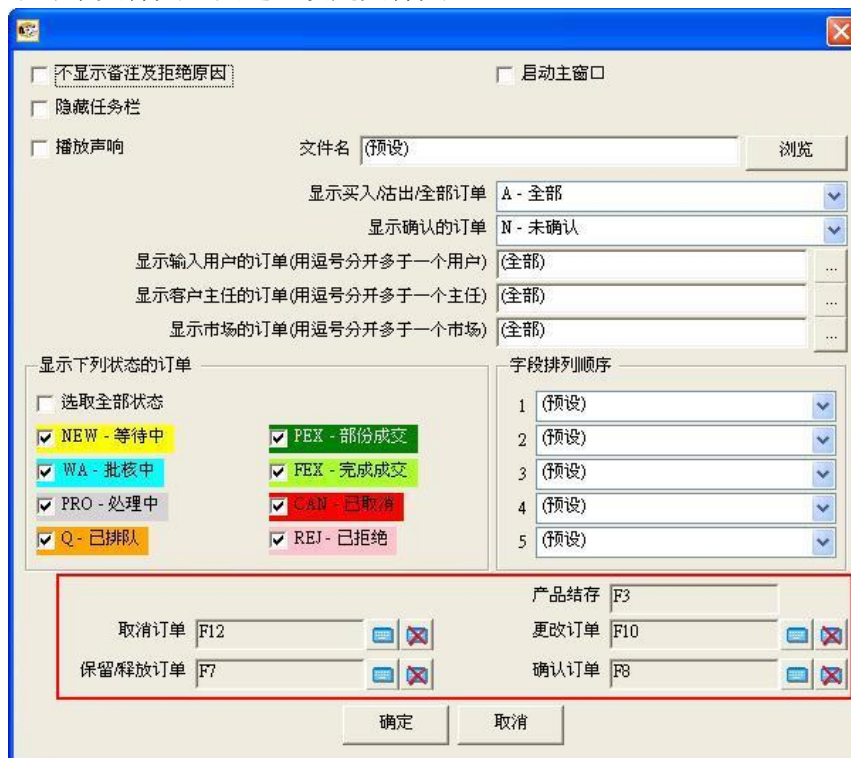 不显示备注及拒绝原因 启动主窗口
隐藏任务栏
播放声响 文件名 (预设) 浏览
显示买入/沽出/全部订单 A - 全部
显示确认的订单 N - 未确认
显示输入用户的订单(用逗号分开多于一个用户) (全部) ...
显示客户主任的订单(用逗号分开多于一个主任) (全部) ...
显示市场的订单(用逗号分开多于一个市场) (全部) ...
显示下列状态的订单 字段排列顺序
选取全部状态 1 (预设)
NEW - 等待中 PEX - 部份成交 2 (预设)
WA - 批核中 FEX - 完成成交 3 (预设)
PRO - 处理中 CAN - 已取消 4 (预设)
Q - 已排队 REJ - 已拒绝 5 (预设)
产品结存 F3
取消订单 F12 更改订单 F10
保留/释放订单 F7 确认订单 F8
确定 取消